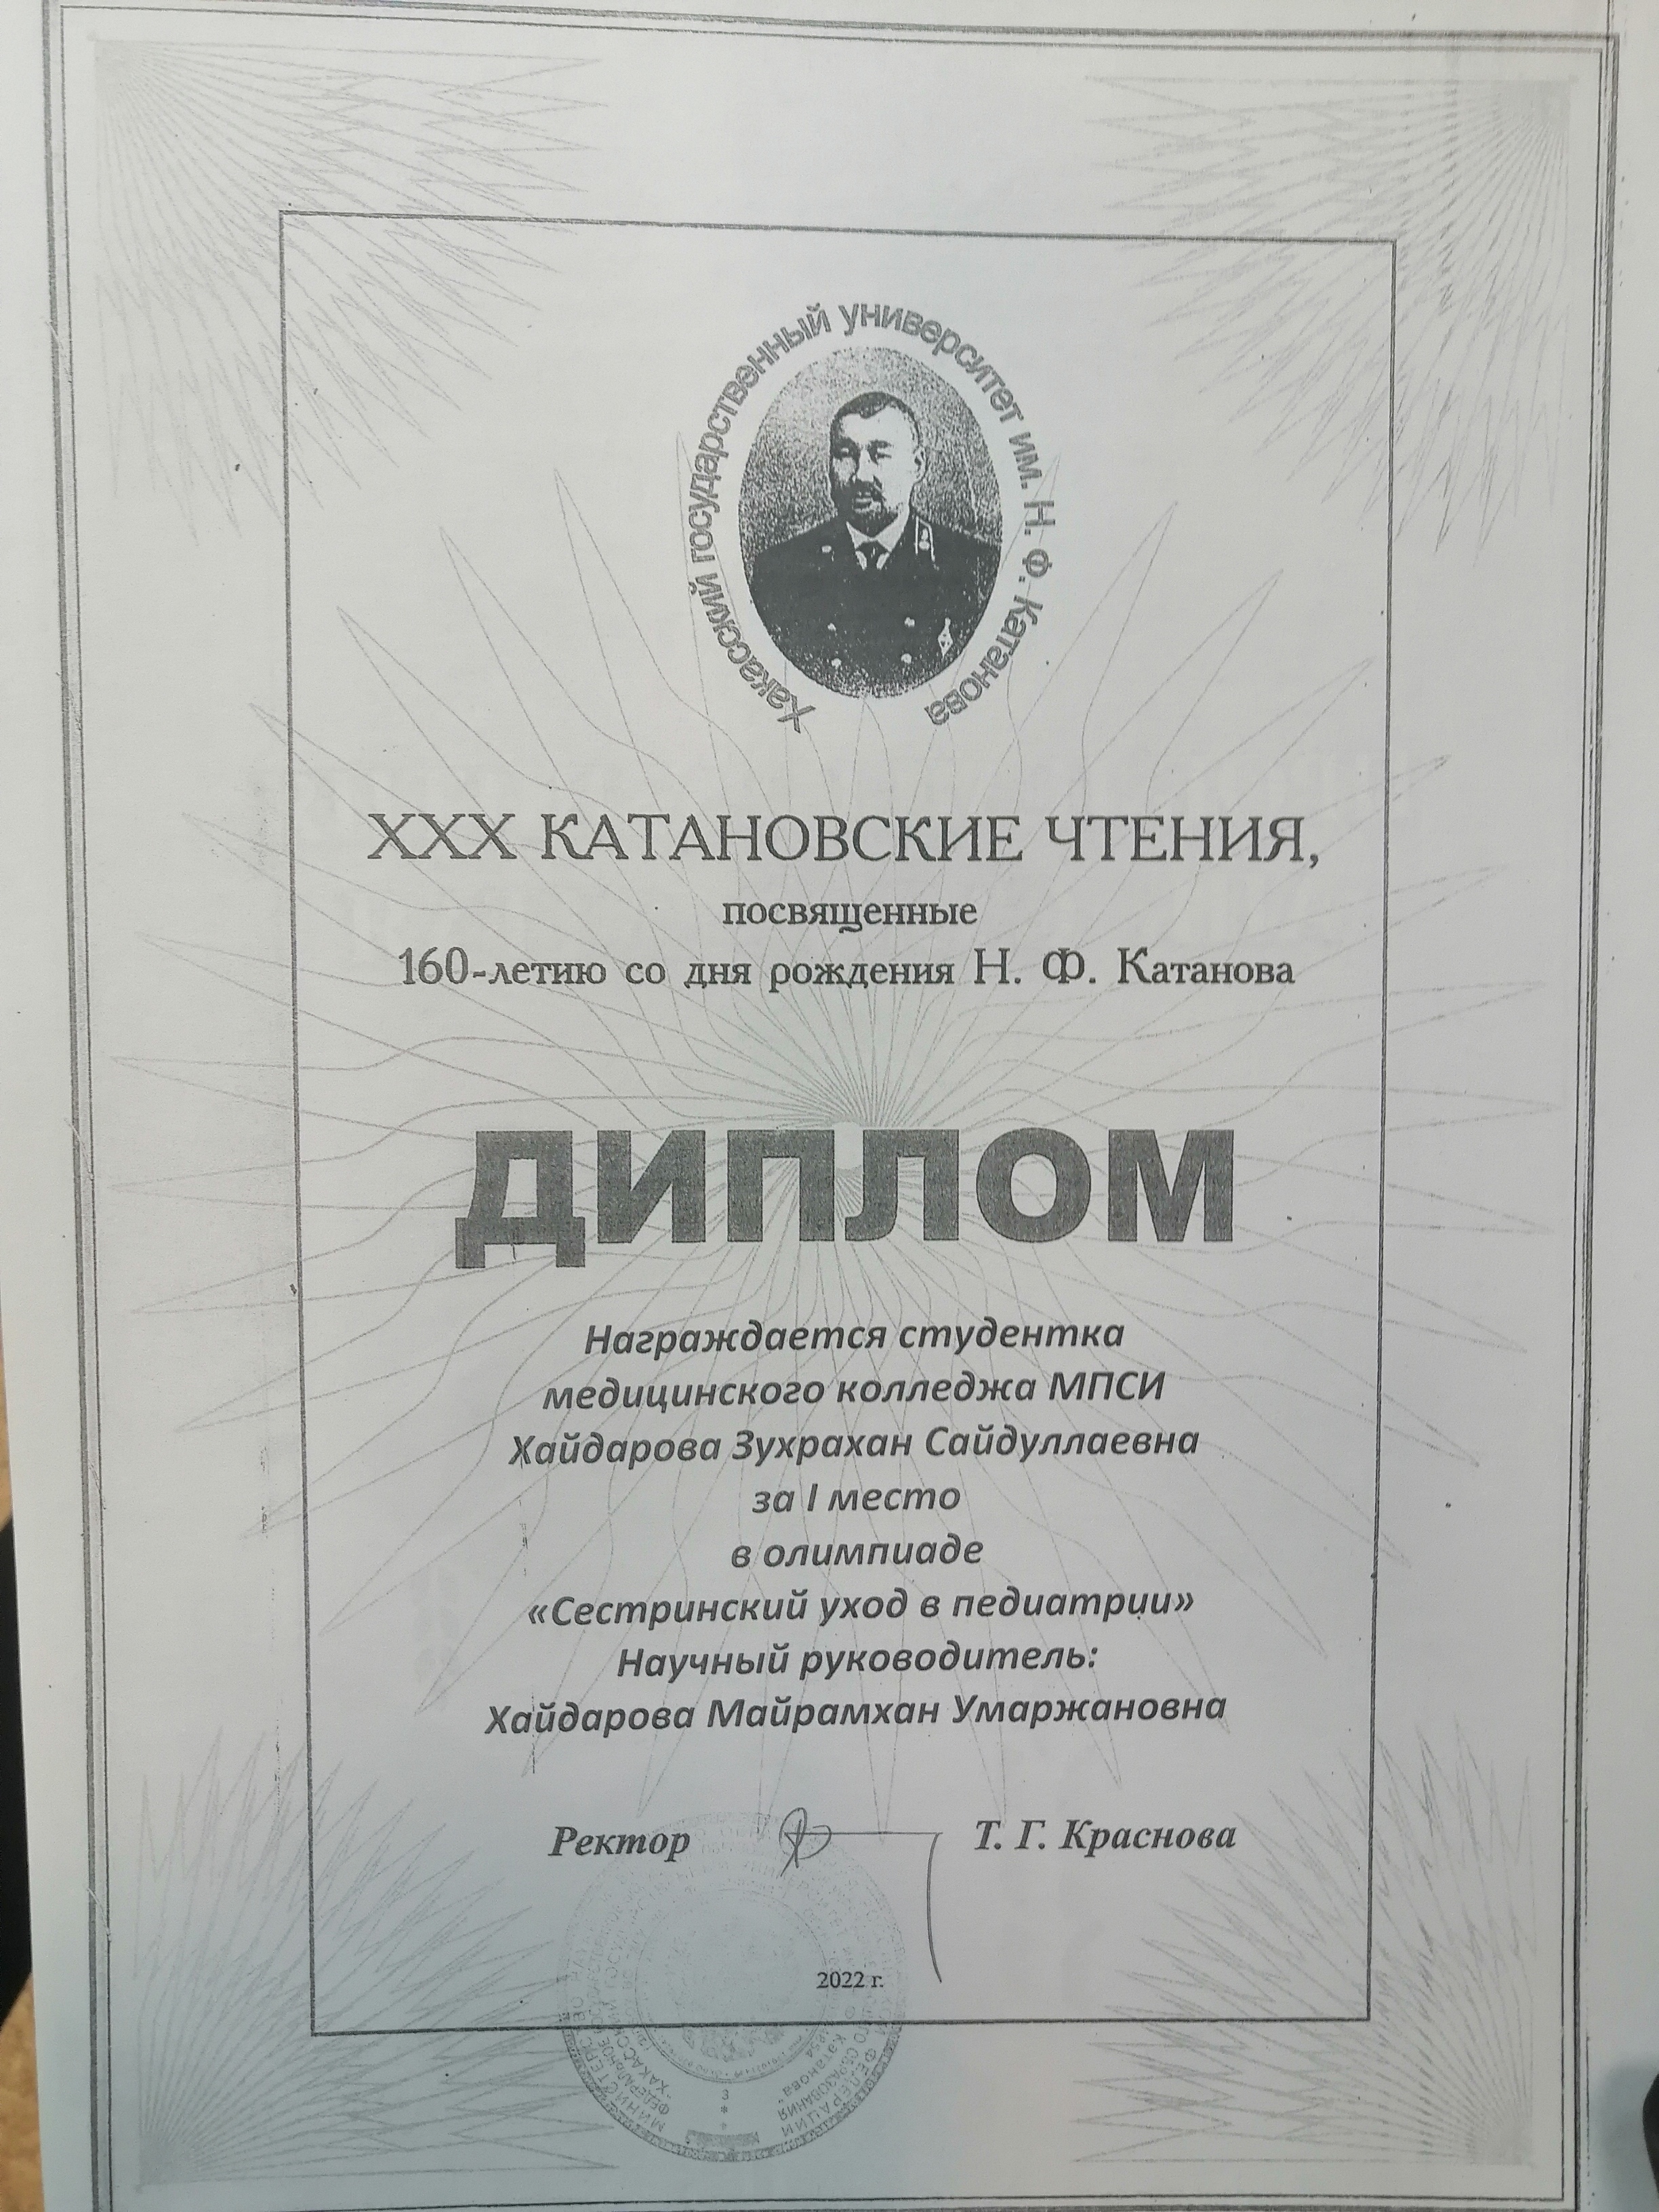 Хакасский государственный университет им. Н. Ф. Катанова
XXX КАТАНОВСКИЕ ЧТЕНИЯ,
посвященные
160-летию со дня рождения Н. Ф. Катанова
ДИПЛОМ
Награждается студентка
медицинского колледжа МПСИ
Хайдарова Зухрахан Сайдуллаевна
за I место
в олимпиаде
«Сестринский уход в педиатрии»
Научный руководитель:
Хайдарова Майрамхан Умаржановна
Ректор Т. Г. Краснова
2022 г.